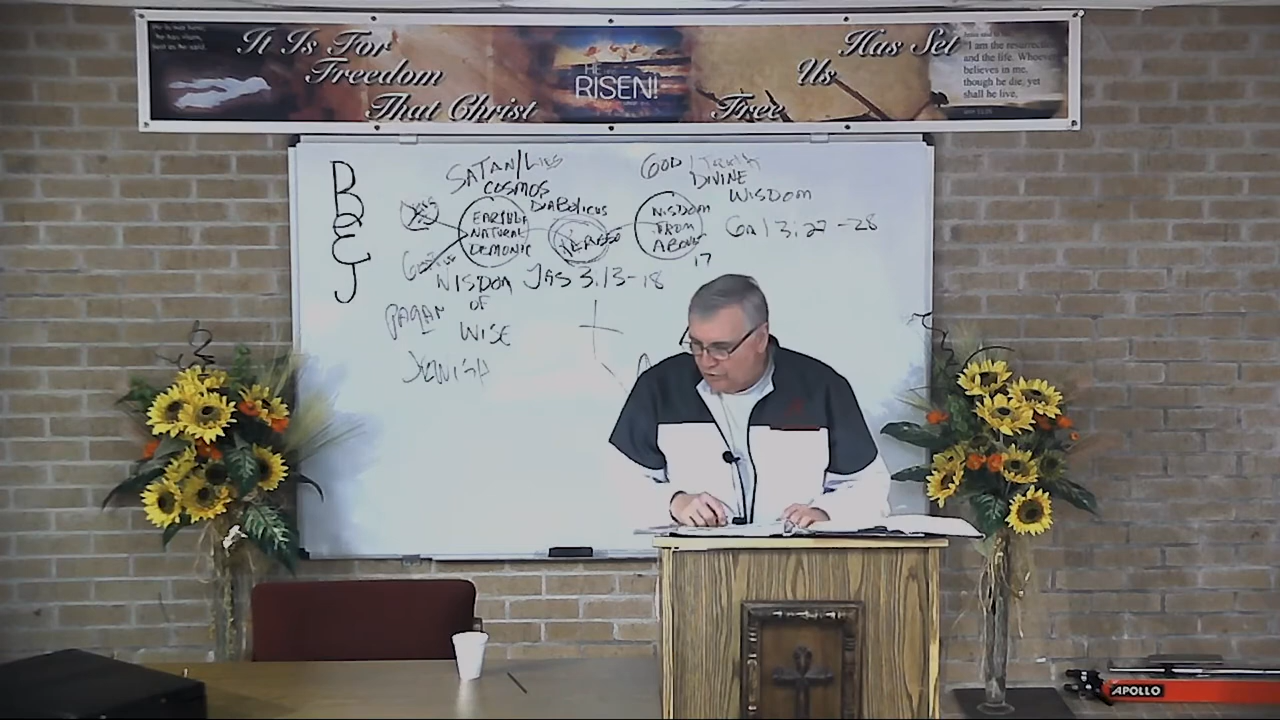 It Is For
Freedom
That Christ
HE IS
RISEN!
Has Set
Us
Free
"I am the resurrection
and the life. Whoever
believes in me,
though he die, yet
shall he live,
B
E
J
SATAN/LIES
COSMOS
DIABOLICUS
EARTHLY
NATURAL
DEMONIC
GOD / TRUTH
DIVINE
WISDOM
WISDOM
FROM
ABOVE
17
Gal 3:27-28
WISDOM JAS 3:13-18
OF
WISE
PAGAN
JEWISH
APOLLO